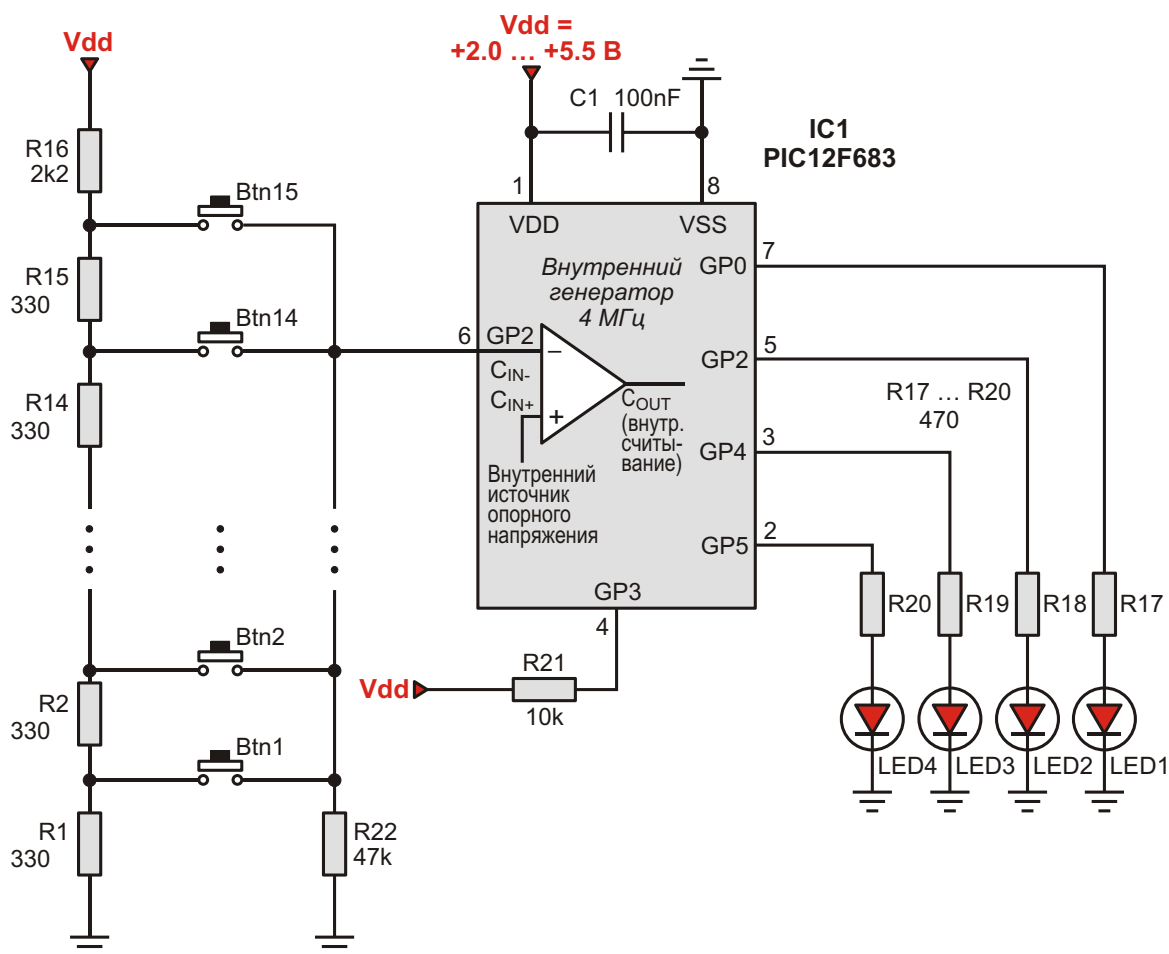 Vdd
Vdd =
+2.0 ... +5.5 В
C1 100nF
IC1
PIC12F683
R16
2k2
Btn15
1
8
VDD
VSS
7
Внутренний
генератор
4 МГц
GP0
R15
330
Btn14
6
GP2
CIN-
CIN+
–
+
COUT
(внутр.
считы-
вание)
5
GP2
R17 ... R20
470
R14
330
3
GP4
Внутренний
источник
опорного
напряжения
2
GP5
GP3
4
R20
R19
R18
R17
Btn2
R21
Vdd
10k
R2
330
Btn1
LED4
LED3
LED2
LED1
R1
330
R22
47k